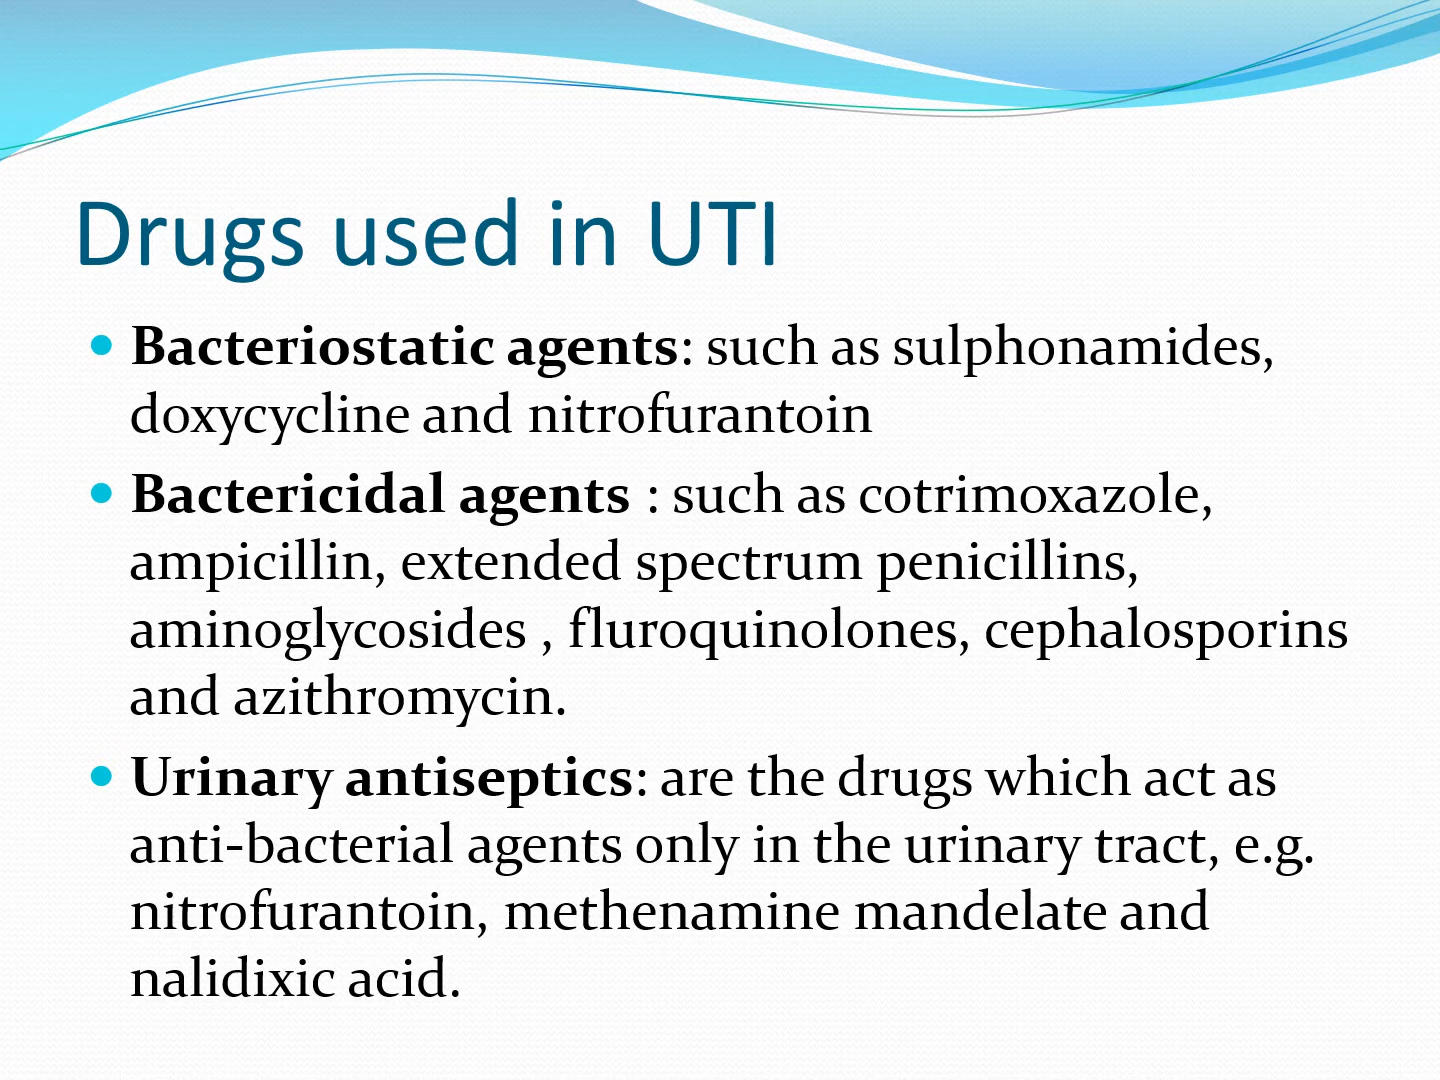 Drugs used in UTI
• Bacteriostatic agents: such as sulphonamides,
doxycycline and nitrofurantoin
• Bactericidal agents : such as cotrimoxazole,
ampicillin, extended spectrum penicillins,
aminoglycosides , fluroquinolones, cephalosporins
and azithromycin.
• Urinary antiseptics: are the drugs which act as
anti-bacterial agents only in the urinary tract, e.g.
nitrofurantoin, methenamine mandelate and
nalidixic acid.